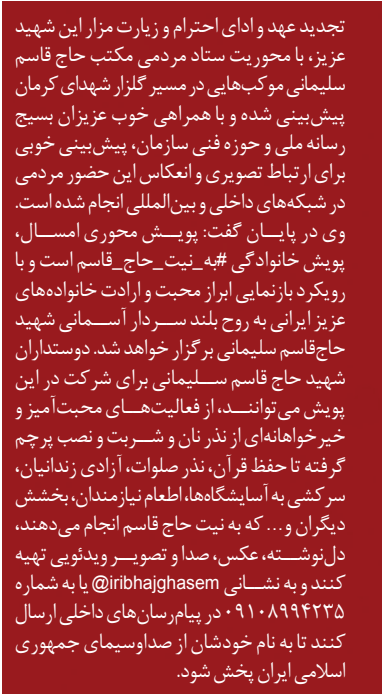 تجدید عهد و ادای احترام و زیارت مزار این شهید
عزیز، با محوریت ستاد مردمی مکتب حاج قاسم
سلیمانی موکب‌هایی در مسیر گلزار شهدای کرمان
پیش‌بینی شده و با همراهی خوب عزیزان بسیج
رسانه ملی و حوزه فنی سازمان، پیش‌بینی خوبی
برای ارتباط تصویری و انعکاس این حضور مردمی
در شبکه‌های داخلی و بین‌المللی انجام شده است.
وی در پایان گفت: پویش محوری امسال،
پویش خانوادگی #به_نیت_حاج_قاسم است و با
رویکرد بازنمایی ابراز محبت و ارادت خانواده‌های
عزیز ایرانی به روح بلند سردار آسمانی شهید
حاج‌قاسم سلیمانی برگزار خواهد شد. دوستداران
شهید حاج قاسم سلیمانی برای شرکت در این
پویش می‌توانند، از فعالیت‌های محبت‌آمیز و
خیرخواهانه‌ای از نذر نان و شربت و نصب پرچم
گرفته تا حفظ قرآن، نذر صلوات، آزادی زندانیان،
سرکشی به آسایشگاه‌ها، اطعام نیازمندان، بخشش
دیگران و... که به نیت حاج قاسم انجام می‌دهند،
دل‌نوشته، عکس، صدا و تصویر ویدئویی تهیه
کنند و به نشانی @iribhajghasem یا به شماره
۰۹۱۰۸۹۹۴۲۳۵ در پیام‌رسان‌های داخلی ارسال
کنند تا به نام خودشان از صداوسیمای جمهوری
اسلامی ایران پخش شود.